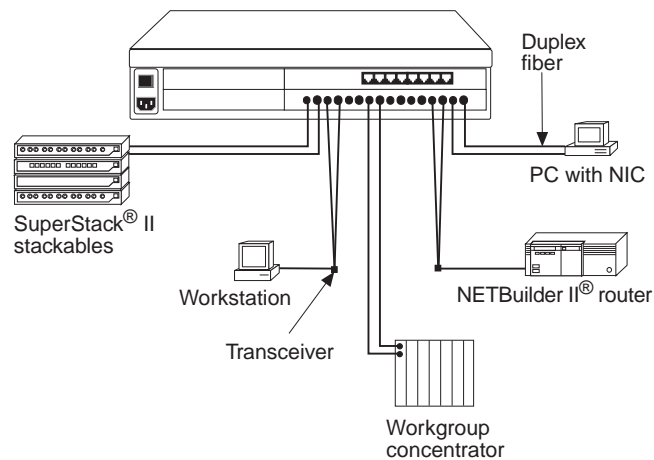 Duplex
fiber
PC with NIC
SuperStack® II
stackables
Workstation
NETBuilder II® router
Transceiver
Workgroup
concentrator